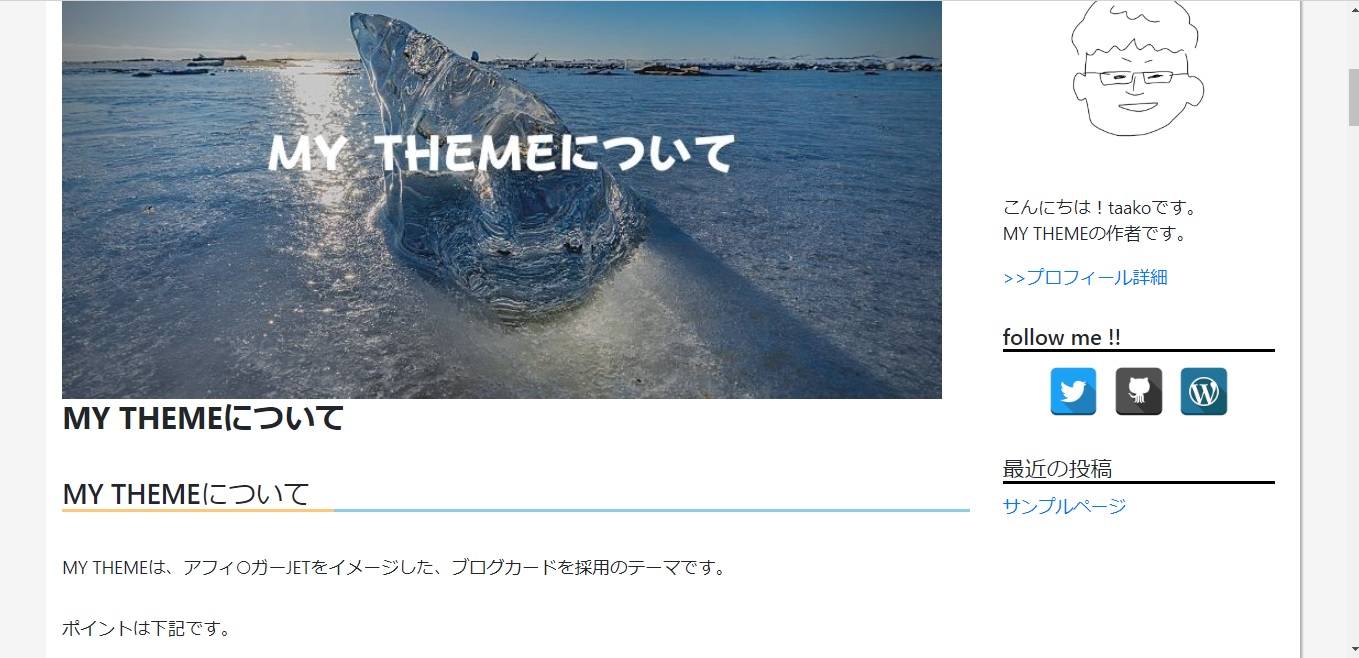 MY THEMEについて
MY THEMEについて
MY THEMEについて
MY THEMEは、アフィ〇ガーJETをイメージした、ブログカードを採用のテーマです。
ポイントは下記です。
こんにちは！taakoです。
MY THEMEの作者です。
>>プロフィール詳細
follow me !!
最近の投稿
サンプルページ